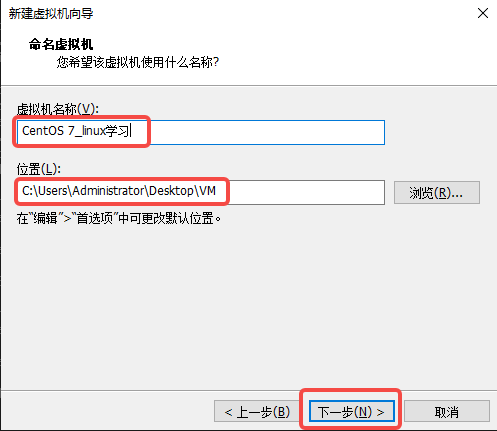 新建虚拟机向导
命名虚拟机
您希望该虚拟机使用什么名称?
虚拟机名称(V):
CentOS 7_linux学习
位置(L):
C:\Users\Administrator\Desktop\VM
浏览(R)...
在“编辑”>“首选项”中可更改默认位置。
< 上一步(B) 下一步(N) > 取消